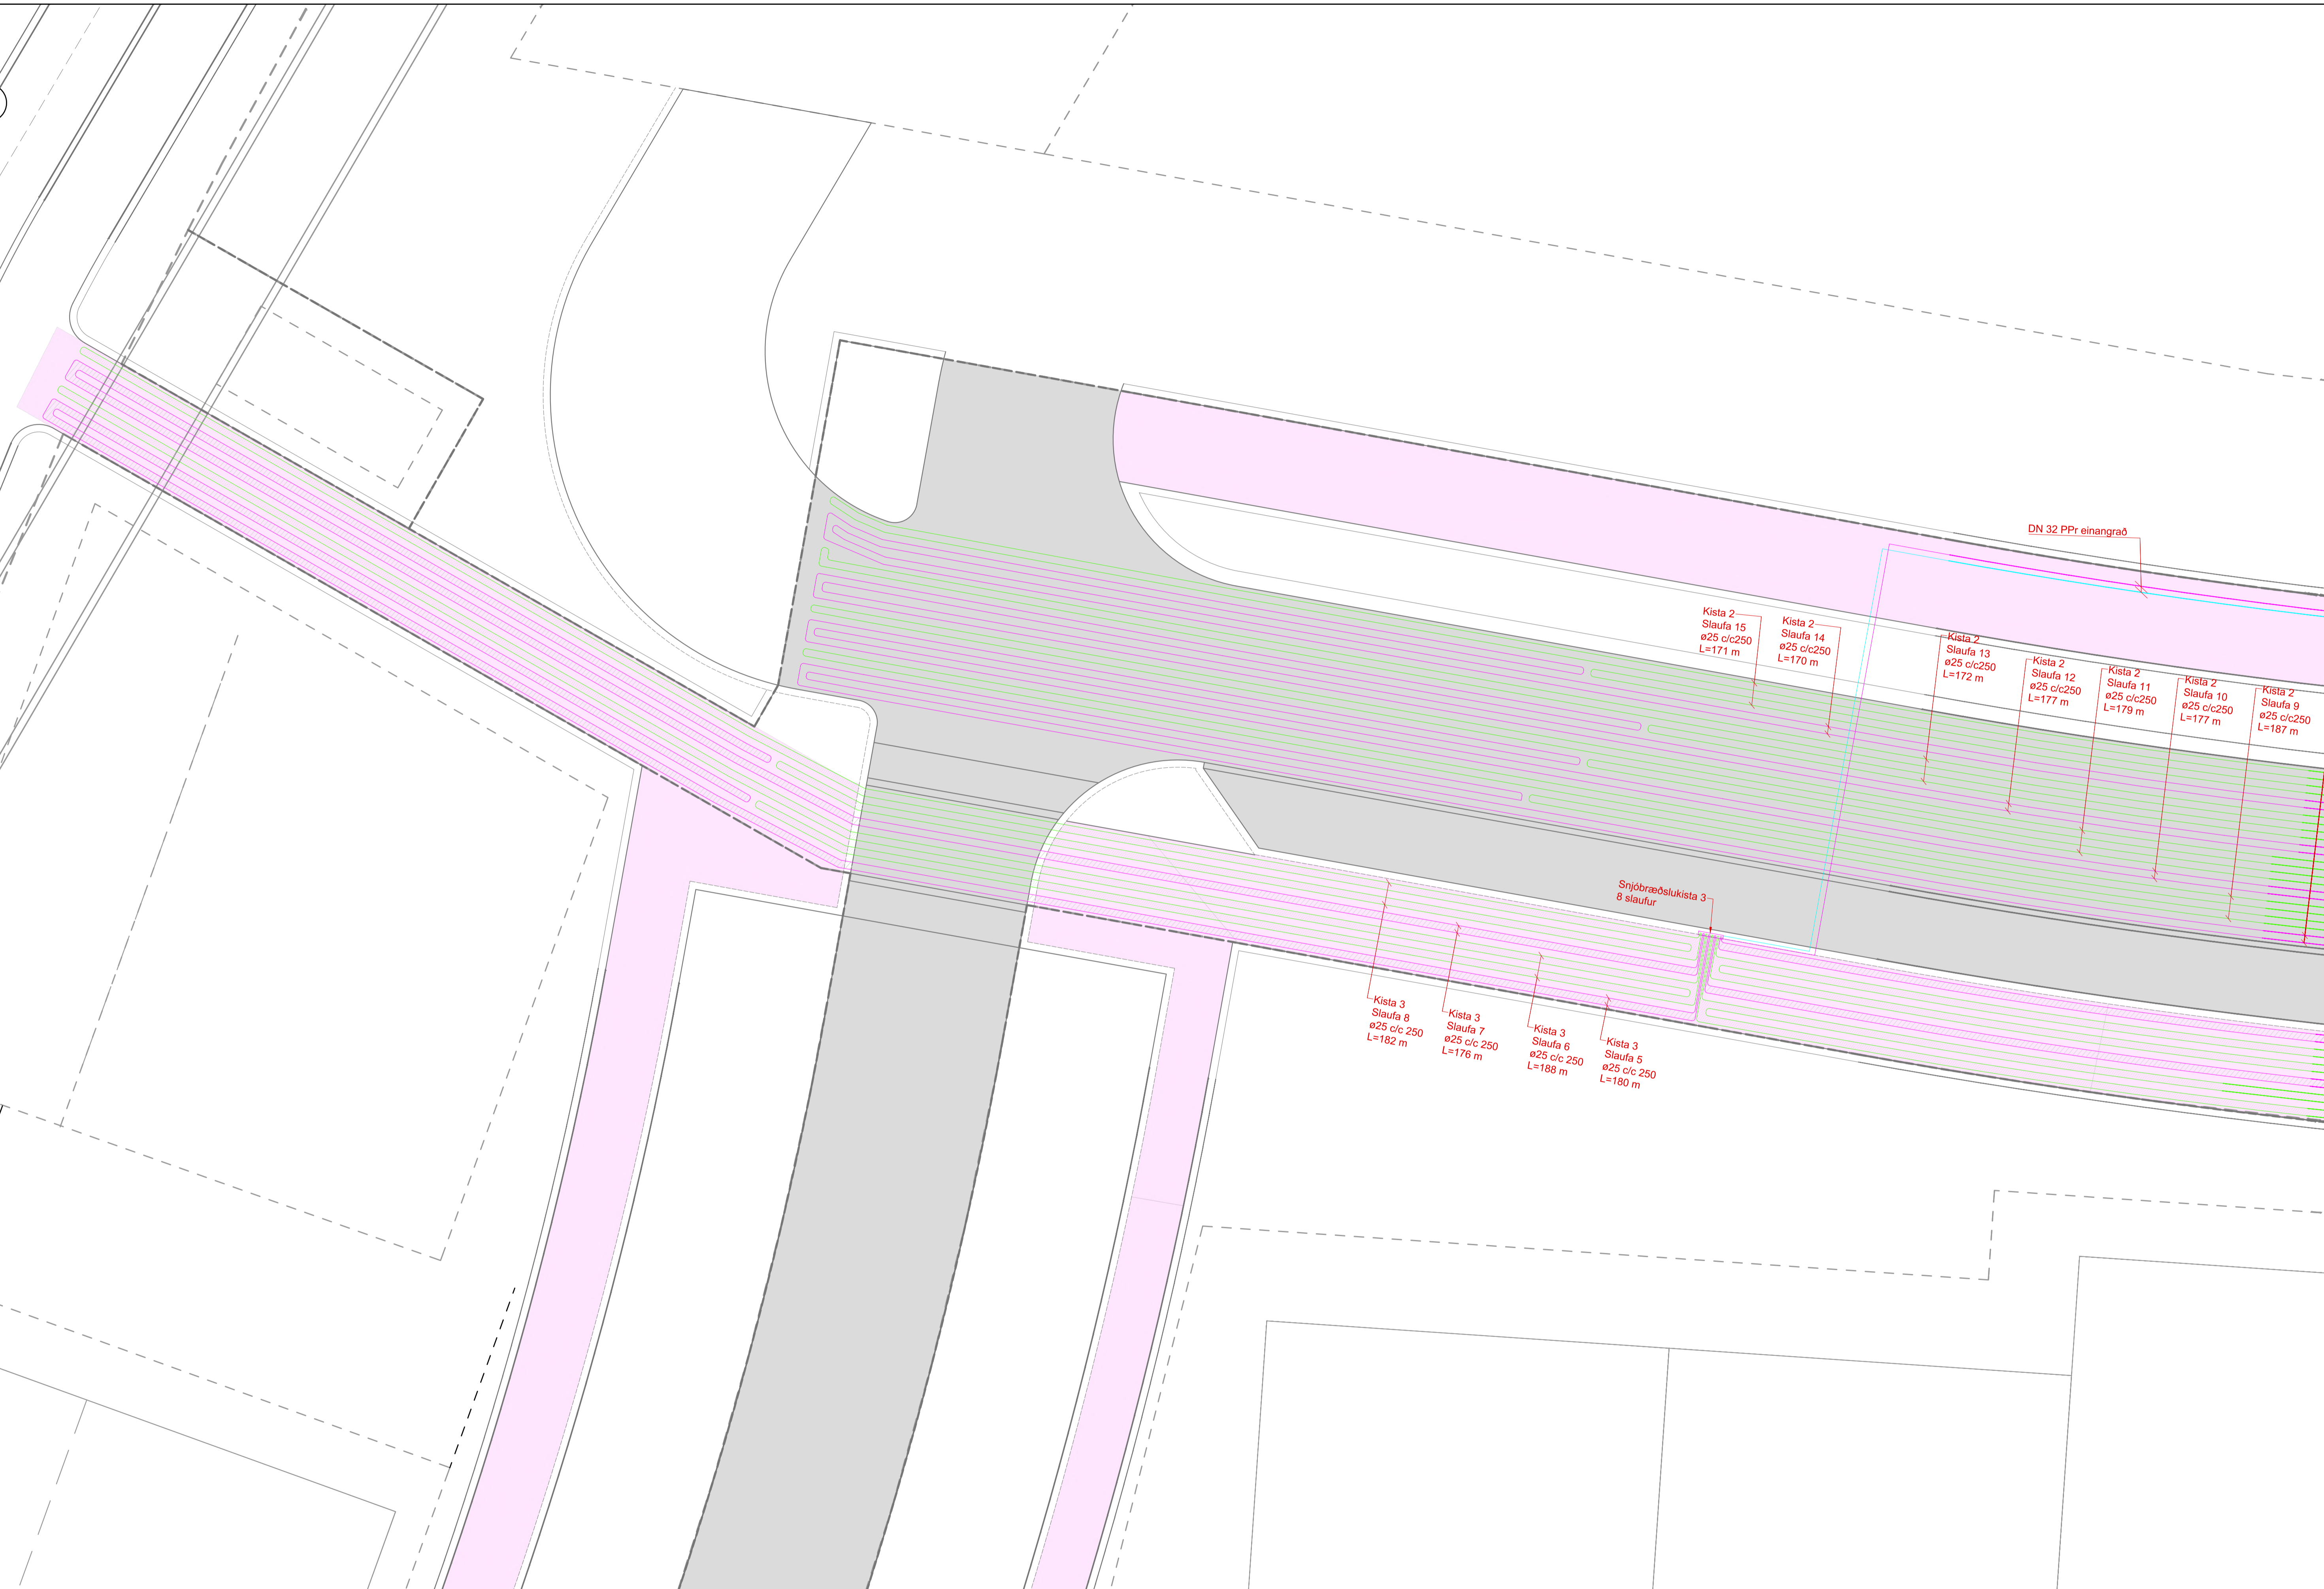 DN 32 PPr einangrað
Kista 2
Slaufa 15
ø25 c/c250
L=171 m
Kista 2
Slaufa 14
ø25 c/c250
L=170 m
Kista 2
Slaufa 13
ø25 c/c250
L=172 m
Kista 2
Slaufa 12
ø25 c/c250
L=177 m
Kista 2
Slaufa 11
ø25 c/c250
L=179 m
Kista 2
Slaufa 10
ø25 c/c250
L=177 m
Kista 2
Slaufa 9
ø25 c/c250
L=187 m
Snjóbræðslukista 3
8 slaufur
Kista 3
Slaufa 8
ø25 c/c 250
L=182 m
Kista 3
Slaufa 7
ø25 c/c 250
L=176 m
Kista 3
Slaufa 6
ø25 c/c 250
L=188 m
Kista 3
Slaufa 5
ø25 c/c 250
L=180 m